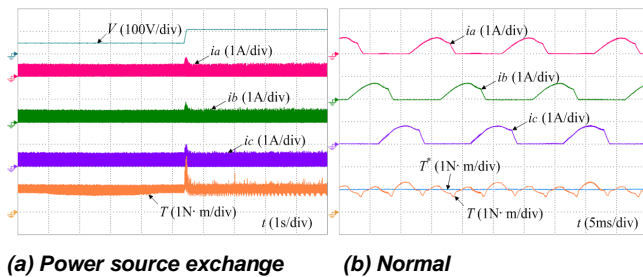 V (100V/div)
ia (1A/div)
ib (1A/div)
ic (1A/div)
T (1N· m/div)
t (1s/div)
ia (1A/div)
ib (1A/div)
ic (1A/div)
T* (1N· m/div)
T (1N· m/div)
t (5ms/div)
(a) Power source exchange
(b) Normal